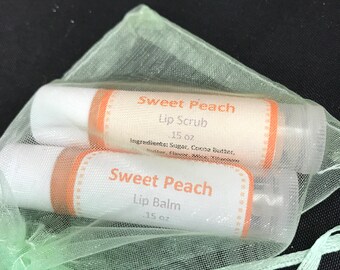 Sweet Peach
Lip Scrub
.15 oz
Ingredients: Sugar, Cocoa Butter,
Sweet Peach
Lip Balm
.15 oz